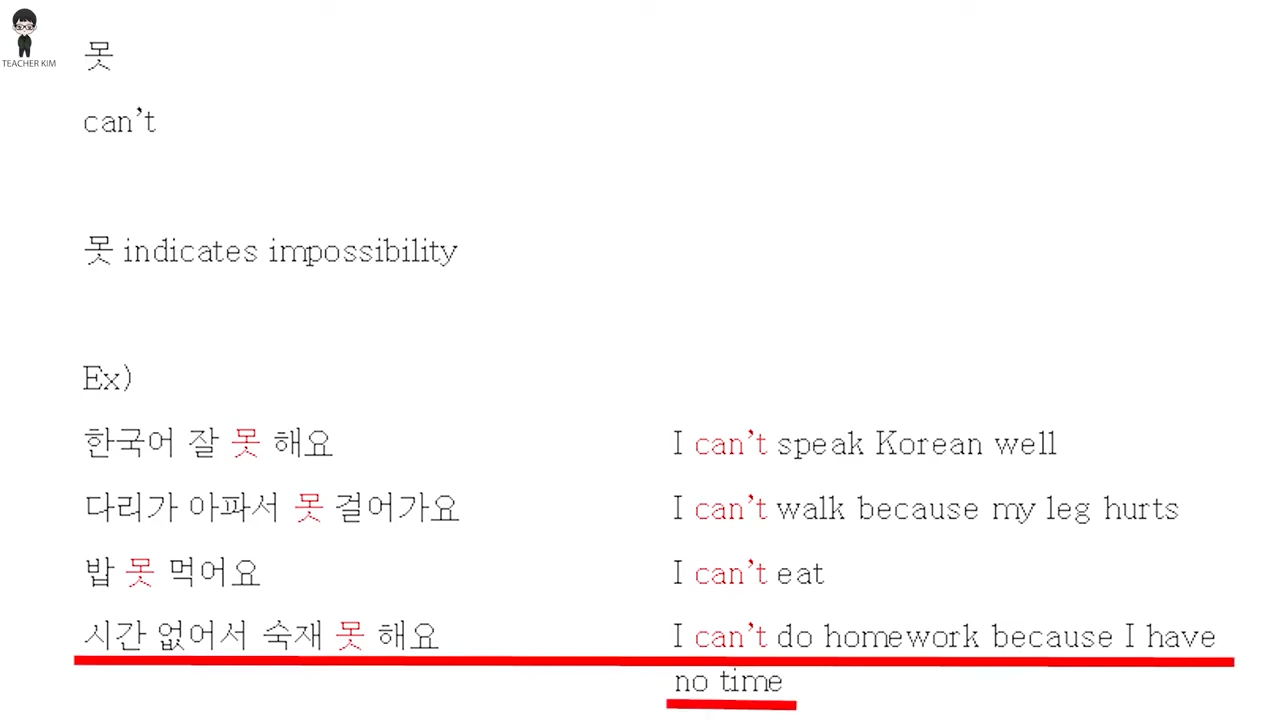 TEACHER KIM
못
can't
못 indicates impossibility
Ex)
한국어 잘 못 해요 I can't speak Korean well
다리가 아파서 못 걸어가요 I can't walk because my leg hurts
밥 못 먹어요 I can't eat
시간 없어서 숙재 못 해요 I can't do homework because I have
no time